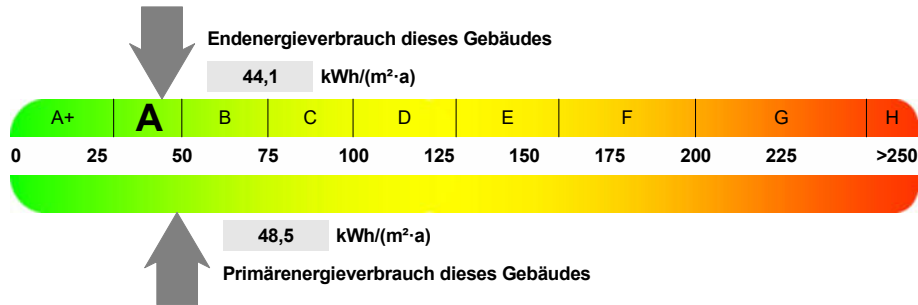 Endenergieverbrauch dieses Gebäudes
44,1 kWh/(m²·a)
A+ A B C D E F G H
0 25 50 75 100 125 150 175 200 225 >250
48,5 kWh/(m²·a)
Primärenergieverbrauch dieses Gebäudes